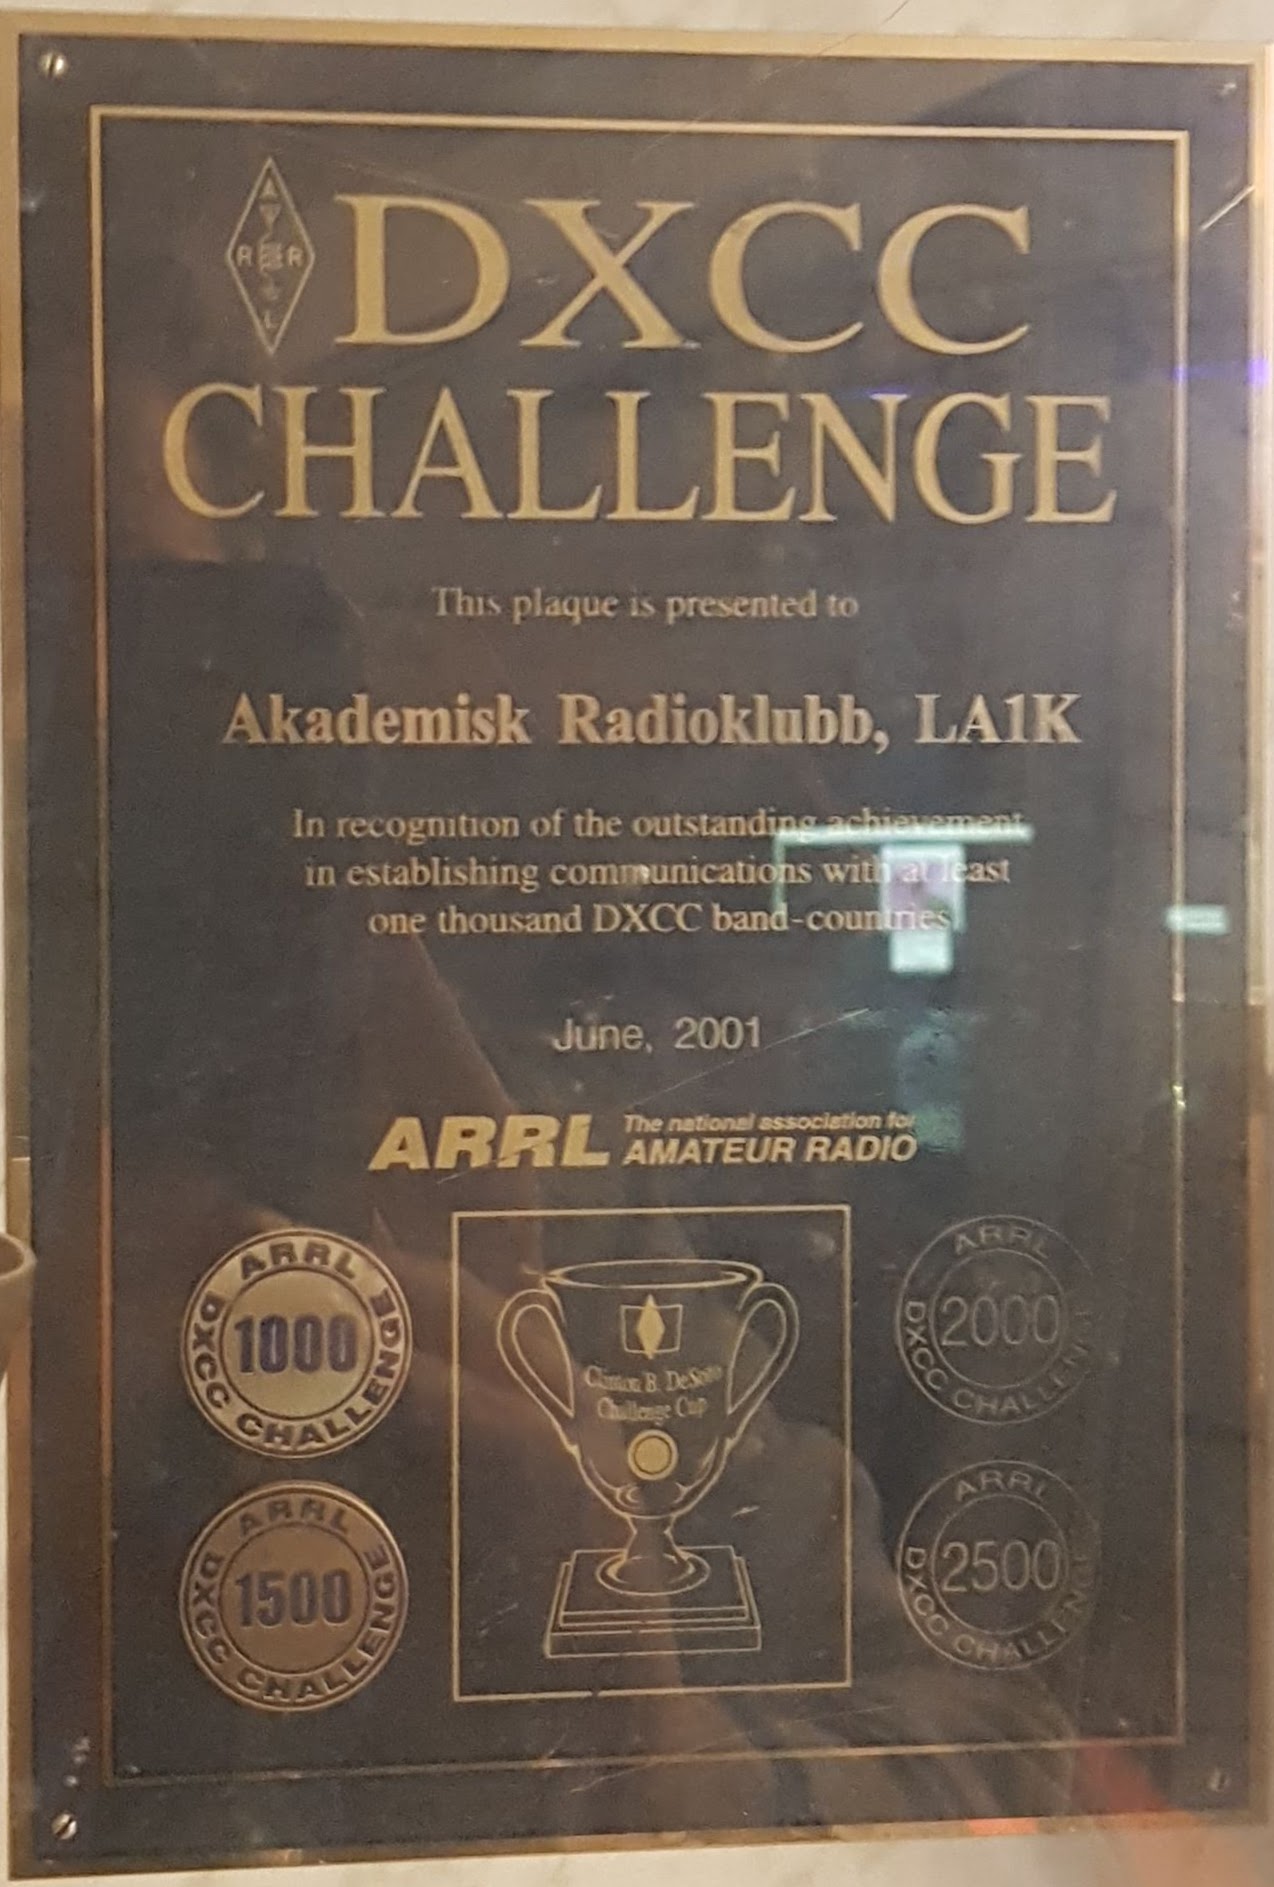 DXCC
CHALLENGE
This plaque is presented to
Akademisk Radioklubb, LA1K
In recognition of the outstanding achievement
in establishing communications with at least
one thousand DXCC band-countries
June, 2001
ARRL The national association for
AMATEUR RADIO
ARRL
1000
DXCC CHALLENGE
ARRL
1500
DXCC CHALLENGE
Clinton B. DeSoto
Challenge Cup
ARRL
2000
DXCC CHALLENGE
ARRL
2500
DXCC CHALLENGE